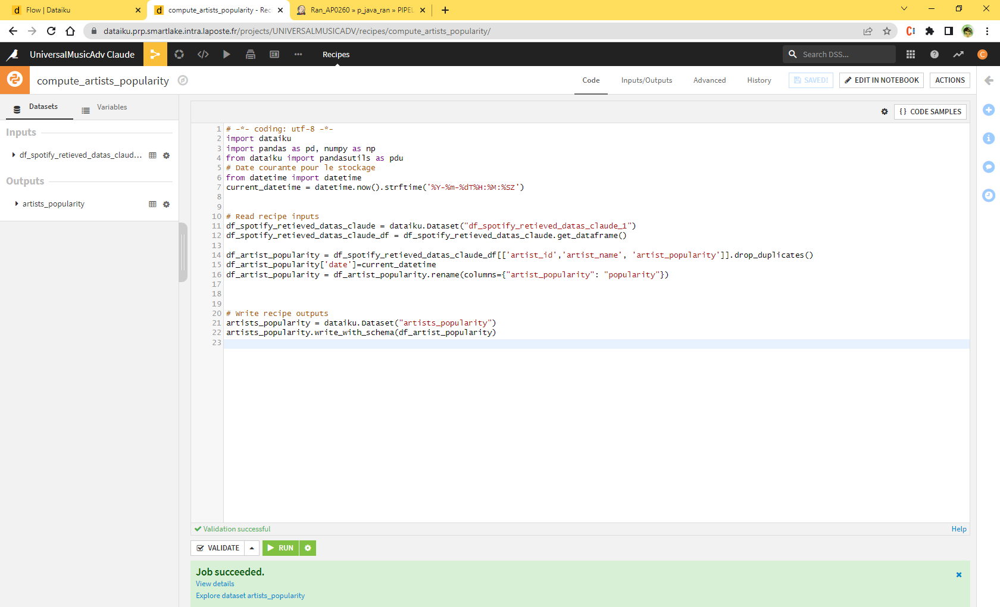 Flow | Dataiku
compute_artists_popularity - Rec
Ran_AP0260 » p_java_ran » PIPEL
dataiku.prp.smartlake.intra.laposte.fr/projects/UNIVERSALMUSICADV/recipes/compute_artists_popularity/
UniversalMusicAdv Claude
Recipes
Search DSS...
C
compute_artists_popularity
Code
Inputs/Outputs
Advanced
History
SAVED!
EDIT IN NOTEBOOK
ACTIONS
Datasets
Variables
{ } CODE SAMPLES
Inputs
df_spotify_retieved_datas_claud...
Outputs
artists_popularity
1 # -*- coding: utf-8 -*-
2 import dataiku
3 import pandas as pd, numpy as np
4 from dataiku import pandasutils as pdu
5 # Date courante pour le stockage
6 from datetime import datetime
7 current_datetime = datetime.now().strftime('%Y-%m-%dT%H:%M:%SZ')
8
9
10 # Read recipe inputs
11 df_spotify_retieved_datas_claude = dataiku.Dataset("df_spotify_retieved_datas_claude_1")
12 df_spotify_retieved_datas_claude_df = df_spotify_retieved_datas_claude.get_dataframe()
13
14 df_artist_popularity = df_spotify_retieved_datas_claude_df[['artist_id','artist_name', 'artist_popularity']].drop_duplicates()
15 df_artist_popularity['date']=current_datetime
16 df_artist_popularity = df_artist_popularity.rename(columns={"artist_popularity": "popularity"})
17
18
19
20 # Write recipe outputs
21 artists_popularity = dataiku.Dataset("artists_popularity")
22 artists_popularity.write_with_schema(df_artist_popularity)
23
Validation successful
Help
VALIDATE
RUN
Job succeeded.
View details
Explore dataset artists_popularity